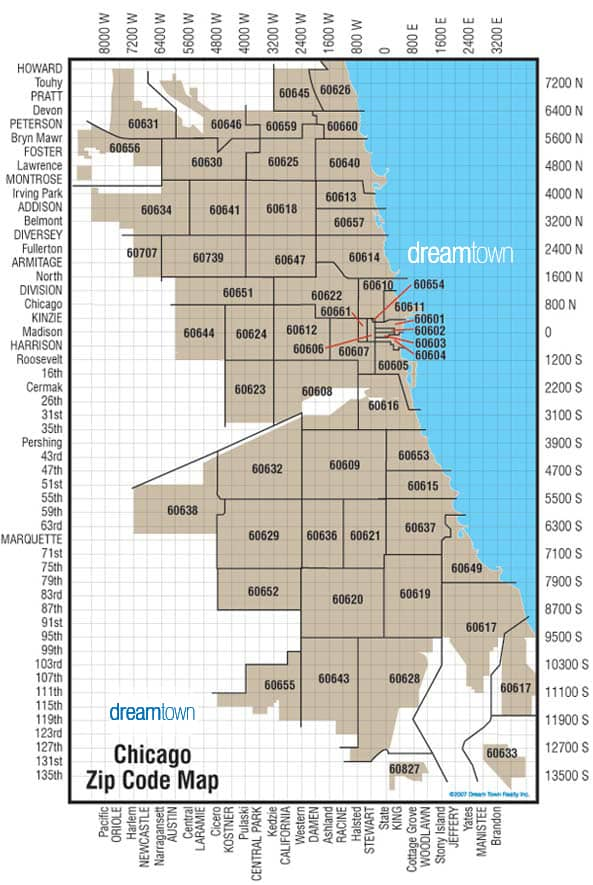 8000 W
7200 W
6400 W
5600 W
4800 W
4000 W
3200 W
2400 W
1600 W
800 W
0
800 E
1600 E
2400 E
3200 E
HOWARD
Touhy
PRATT
Devon
PETERSON
Bryn Mawr
FOSTER
Lawrence
MONTROSE
Irving Park
ADDISON
Belmont
DIVERSEY
Fullerton
ARMITAGE
North
DIVISION
Chicago
KINZIE
Madison
HARRISON
Roosevelt
16th
Cermak
26th
31st
35th
Pershing
43rd
47th
51st
55th
59th
63rd
MARQUETTE
71st
75th
79th
83rd
87th
91st
95th
99th
103rd
107th
111th
115th
119th
123rd
127th
131st
135th
60645
60626
60631
60646
60659
60660
60656
60630
60625
60640
60634
60641
60618
60613
60657
60707
60739
60647
60614
dreamtown
60651
60622
60610
60654
60611
60661
60601
60644
60624
60612
60602
60606
60607
60603
60604
60605
60623
60608
60616
60632
60609
60653
60615
60638
60629
60636
60621
60637
60649
60652
60620
60619
60617
60655
60643
60628
60617
dreamtown
Chicago
Zip Code Map
60827
60633
©2007 Dream Town Realty Inc.
7200 N
6400 N
5600 N
4800 N
4000 N
3200 N
2400 N
1600 N
800 N
0
1200 S
2200 S
3100 S
3900 S
4700 S
5500 S
6300 S
7100 S
7900 S
8700 S
9500 S
10300 S
11100 S
11900 S
12700 S
13500 S
Pacific
ORIOLE
Harlem
NEWCASTLE
Narragansett
AUSTIN
Central
LARAMIE
Cicero
KOSTNER
Pulaski
CENTRAL PARK
Kedzie
CALIFORNIA
Western
DAMEN
Ashland
RACINE
Halsted
STEWART
State
KING
Cottage Grove
WOODLAWN
Stony Island
JEFFERY
Yates
MANISTEE
Brandon